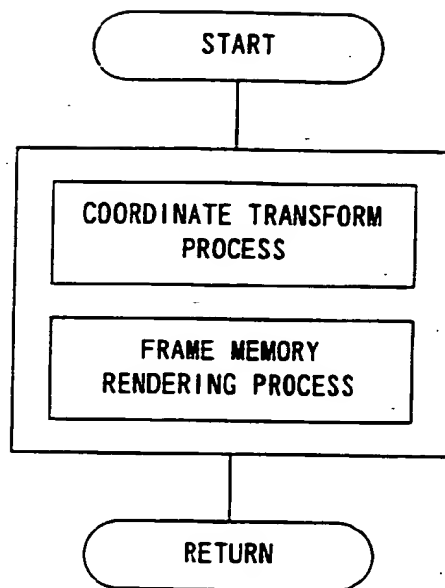 START
COORDINATE TRANSFORM
PROCESS
FRAME MEMORY
RENDERING PROCESS
RETURN